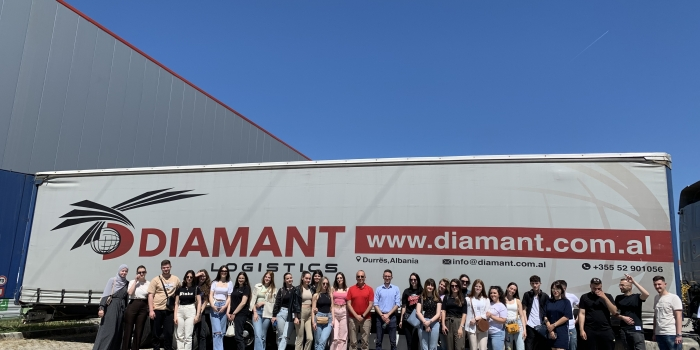 DIAMANT
LOGISTICS
www.diamant.com.al
Durrës, Albania
info@diamant.com.al
+355 52 901056